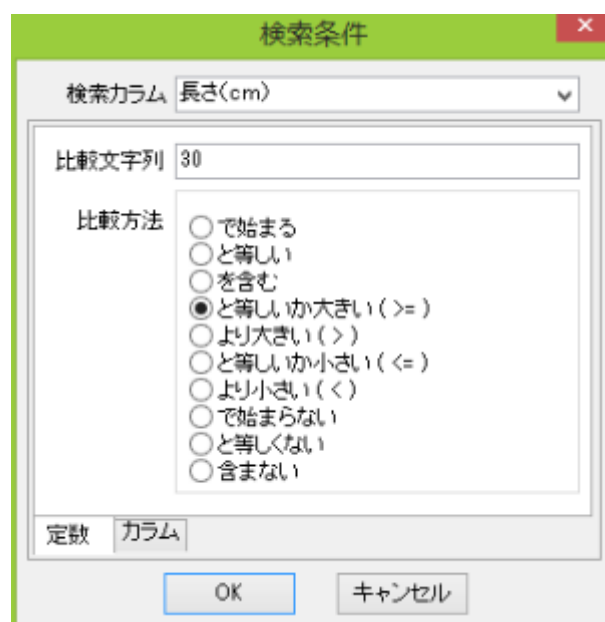 検索条件
検索カラム 長さ(cm)
比較文字列 30
比較方法
で始まる
と等しい
を含む
と等しいか大きい ( >= )
より大きい ( > )
と等しいか小さい ( <= )
より小さい ( < )
で始まらない
と等しくない
含まない
定数 カラム
OK キャンセル